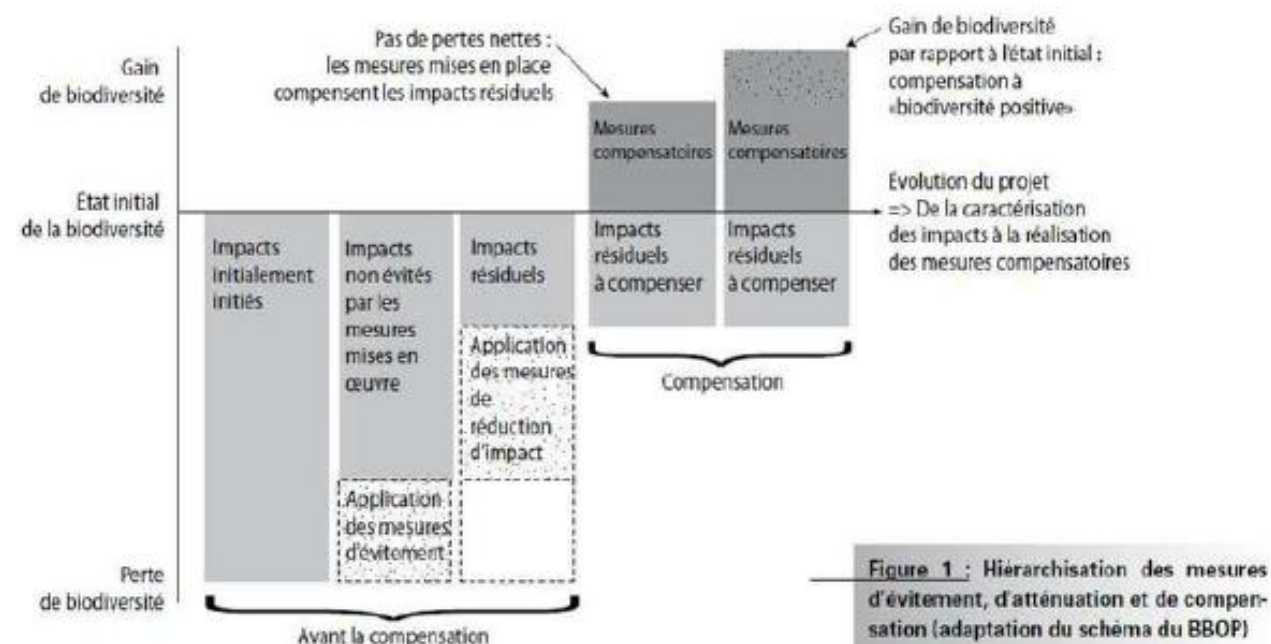 Gain
de biodiversité
Pas de pertes nettes :
les mesures mises en place
compensent les impacts résiduels
Gain de biodiversité
par rapport à l'état initial :
compensation à
«biodiversité positive»
Mesures
compensatoires
Mesures
compensatoires
État initial
de la biodiversité
Évolution du projet
=> De la caractérisation
des impacts à la réalisation
des mesures compensatoires
Impacts
initialement
initiés
Impacts
non évités
par les
mesures
mises en
œuvre
Impacts
résiduels
Impacts
résiduels
à compenser
Impacts
résiduels
à compenser
Application
des mesures
de
réduction
d'impact
Compensation
Application
des mesures
d'évitement
Perte
de biodiversité
Avant la compensation
Figure 1 : Hiérarchisation des mesures
d'évitement, d'atténuation et de compen-
sation (adaptation du schéma du BBOP)